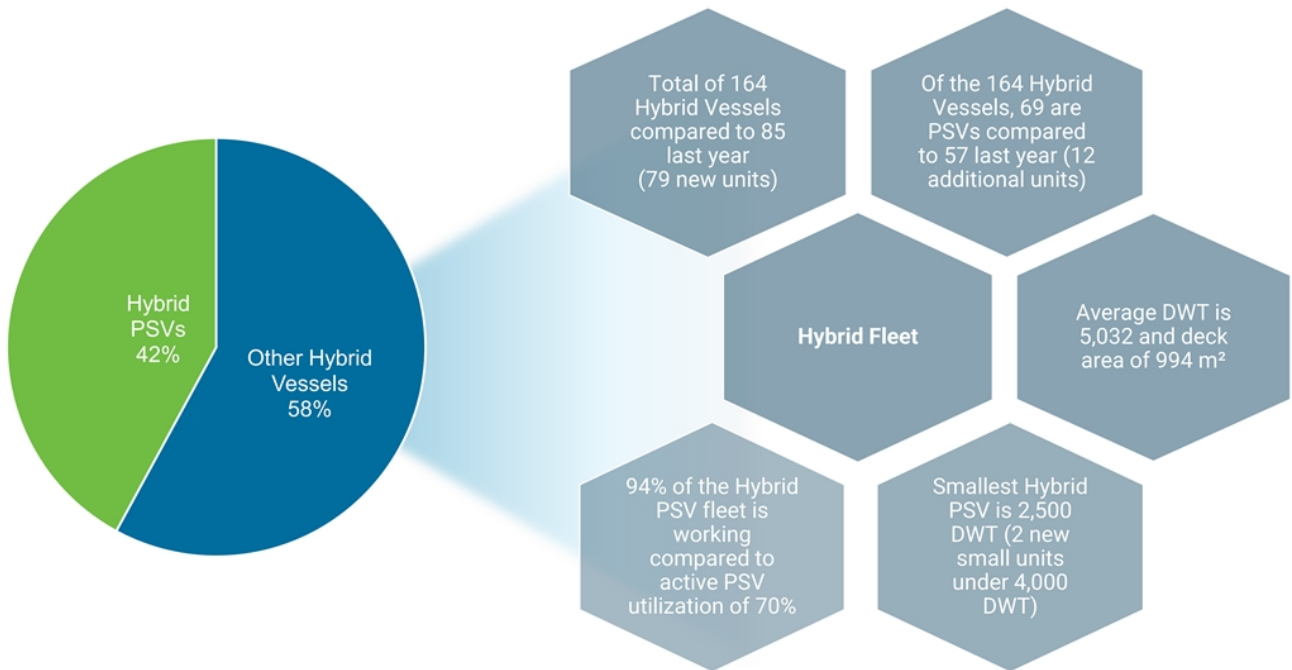 Hybrid
PSVs
42%
Other Hybrid
Vessels
58%
Total of 164
Hybrid Vessels
compared to 85
last year
(79 new units)
Of the 164 Hybrid
Vessels, 69 are
PSVs compared
to 57 last year (12
additional units)
Hybrid Fleet
Average DWT is
5,032 and deck
area of 994 m²
94% of the Hybrid
PSV fleet is
working
compared to
active PSV
utilization of 70%
Smallest Hybrid
PSV is 2,500
DWT (2 new
small units
under 4,000
DWT)